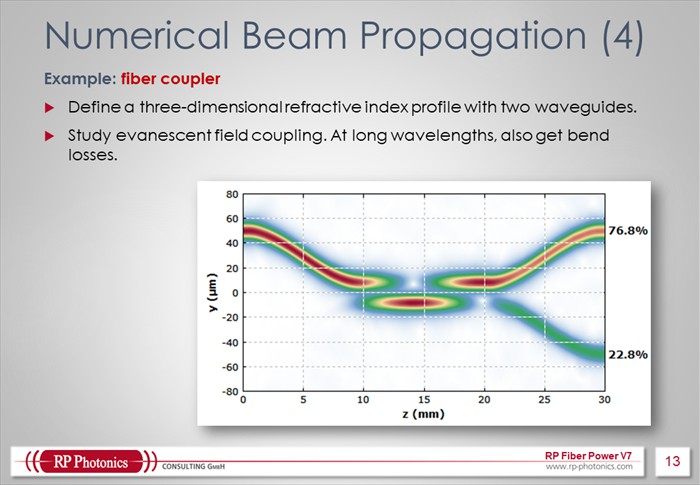 Numerical Beam Propagation (4)
Example: fiber coupler
Define a three-dimensional refractive index profile with two waveguides.
Study evanescent field coupling. At long wavelengths, also get bend
losses.
80
60
40
20
0
-20
-40
-60
-80
y (µm)
76.8%
22.8%
0 5 10 15 20 25 30
z (mm)
RP Photonics
CONSULTING GmbH
RP Fiber Power V7
www.rp-photonics.com
13